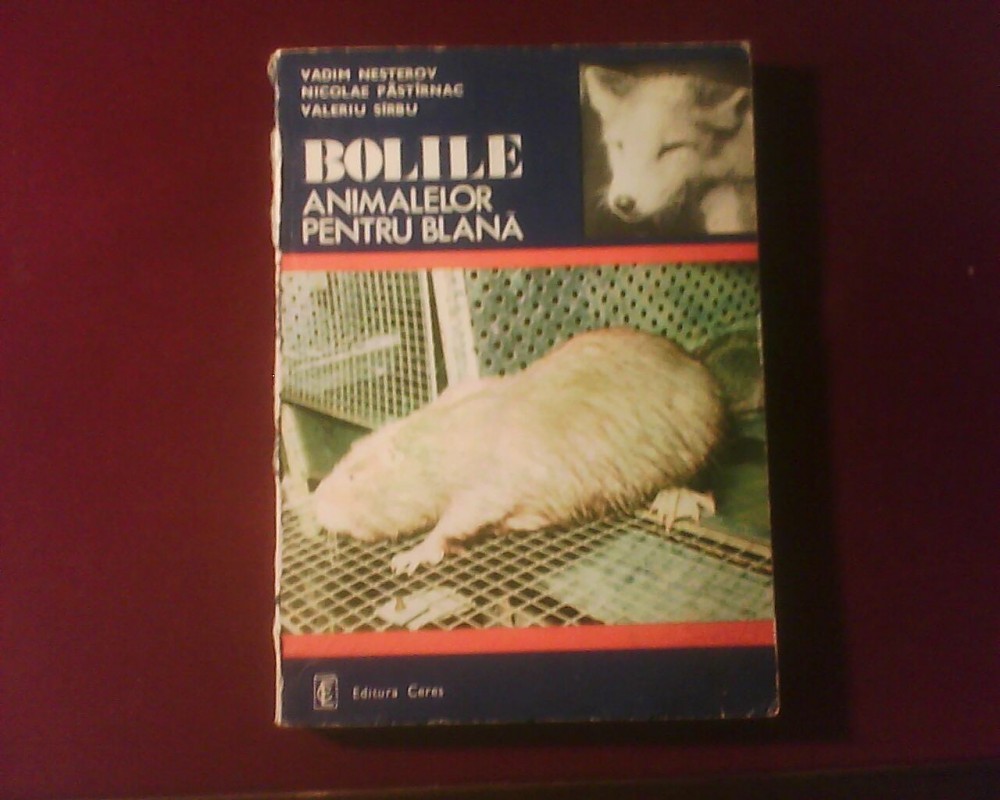 VADIM NESTEROV
NICOLAE PĂSTÎRNAC
VALERIU SÎRBU
BOLILE
ANIMALELOR
PENTRU BLANĂ
Editura Ceres